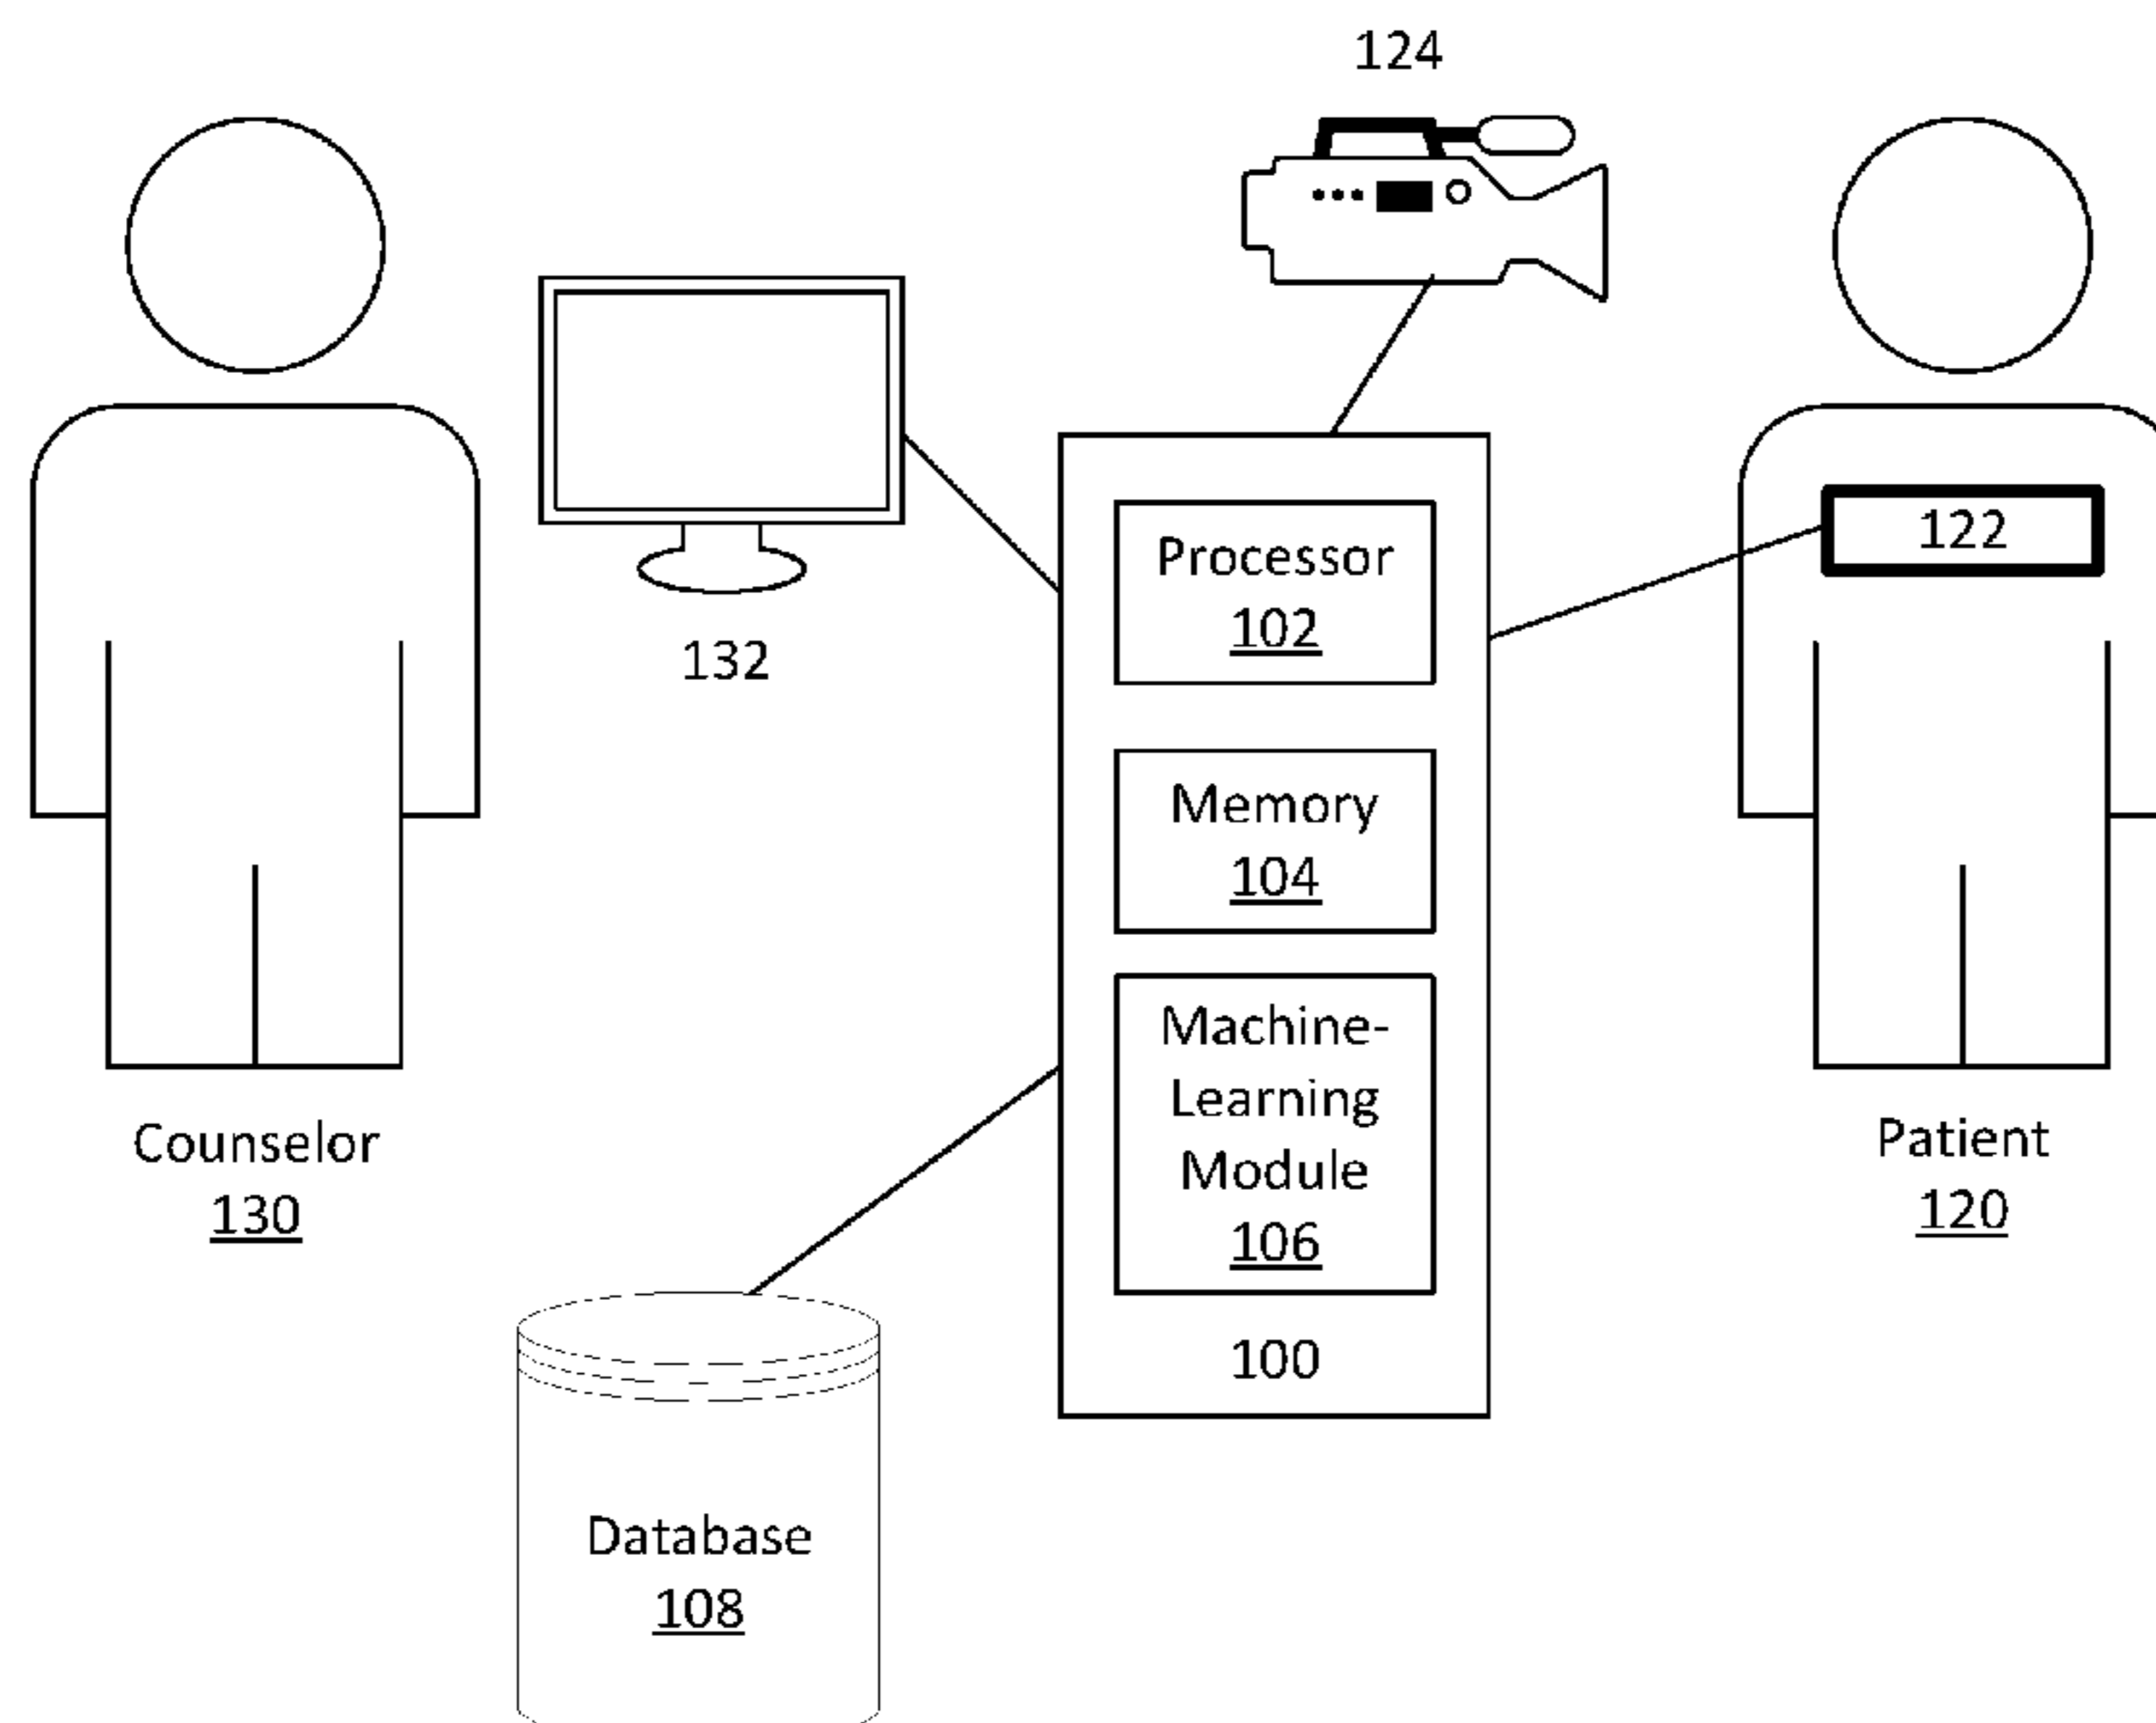 124
122
Processor
102
132
Memory
104
Machine-
Learning
Module
106
Counselor
130
Patient
120
100
Database
108